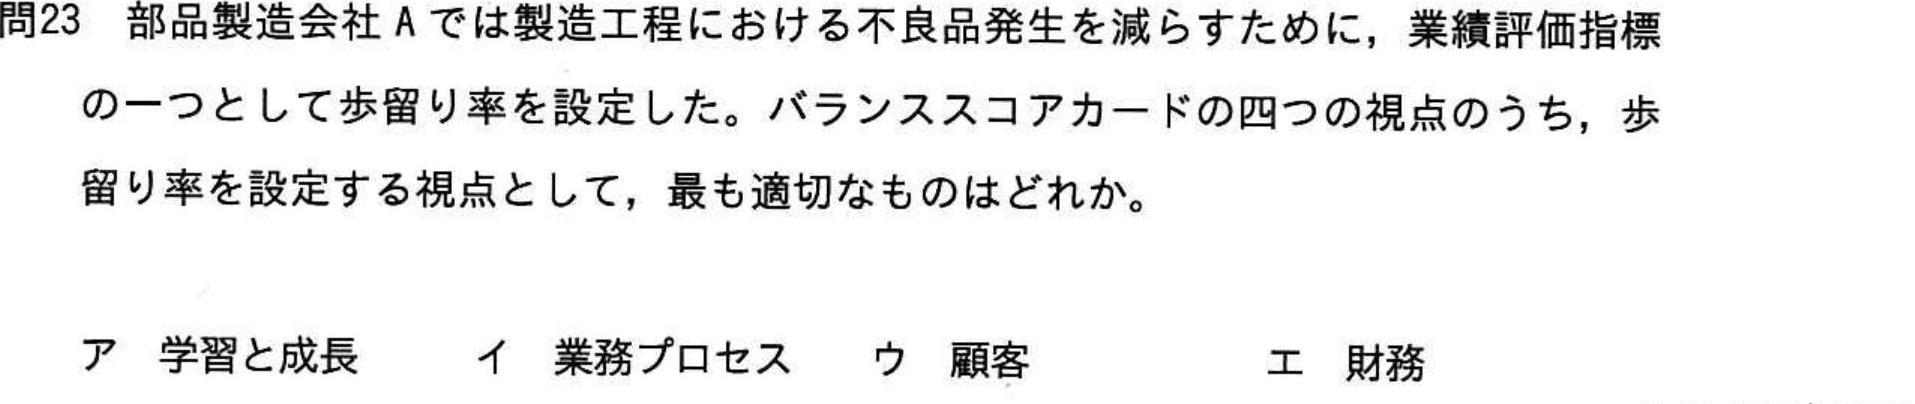 問23　部品製造会社 A では製造工程における不良品発生を減らすために，業績評価指標
の一つとして歩留り率を設定した。バランススコアカードの四つの視点のうち，歩
留り率を設定する視点として，最も適切なものはどれか。
ア　学習と成長　　　イ　業務プロセス　　ウ　顧客　　　　　　エ　財務